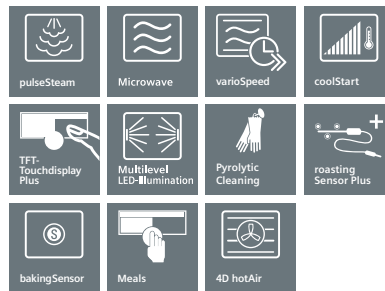 pulseSteam
Microwave
varioSpeed
coolStart
TFT-
Touchdisplay
Plus
Multilevel
LED-Illumination
Pyrolytic
Cleaning
roasting
Sensor Plus
bakingSensor
Meals
4D hotAir